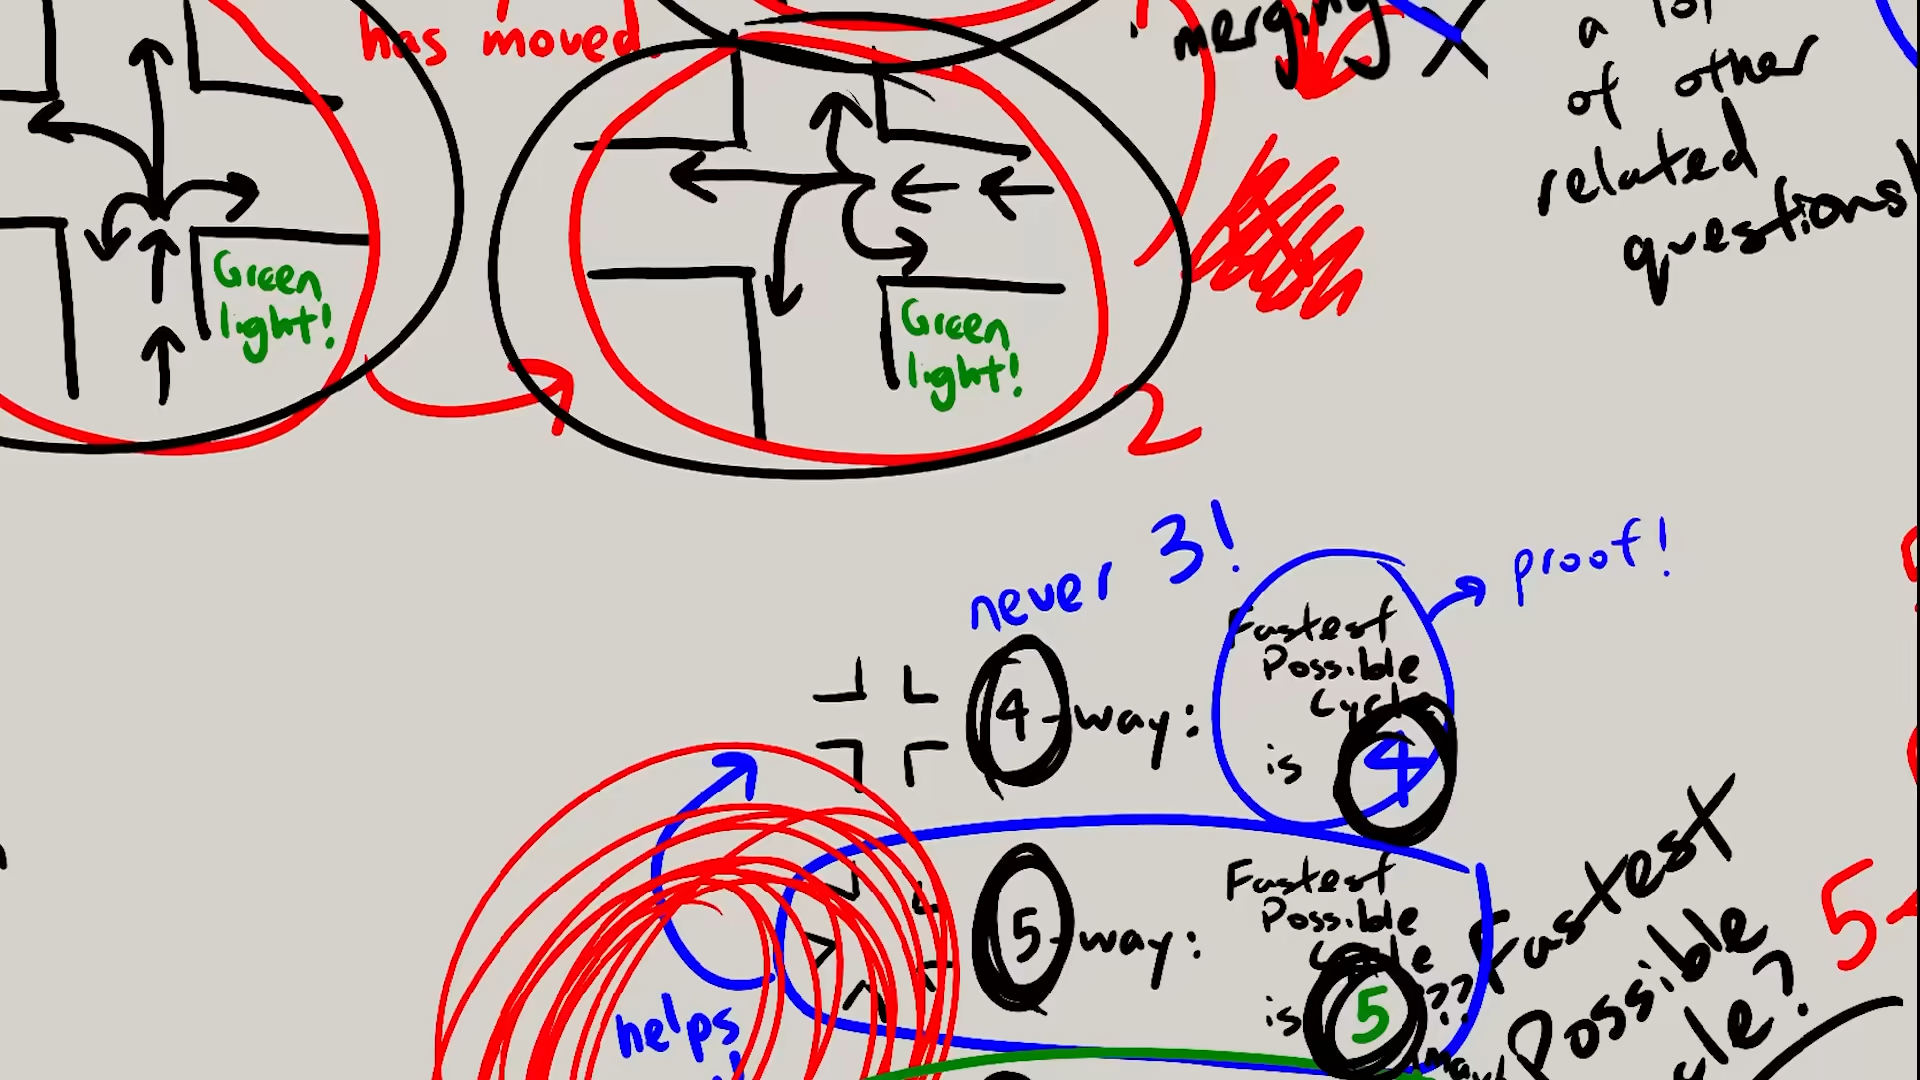 has moved
merging
a lot
of other
related
questions
Green
light!
Green
light!
2
never 3!
proof!
Fastest
Possible
Cycle
is 4
4-way:
5-way:
Fastest
Possible
Cycle
is 5??
Fastest
Possible
5
helps